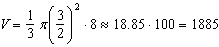 V = 1/3 π(3/2)² · 8 ≈ 18.85 · 100 = 1885